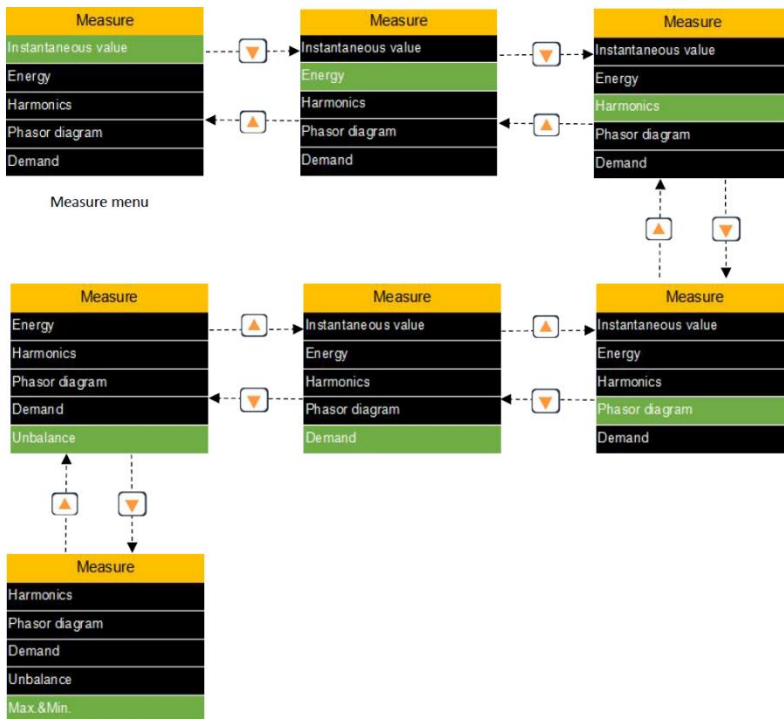 Measure
Instantaneous value
Energy
Harmonics
Phasor diagram
Demand
Measure
Instantaneous value
Energy
Harmonics
Phasor diagram
Demand
Measure
Instantaneous value
Energy
Harmonics
Phasor diagram
Demand
Measure menu
Measure
Energy
Harmonics
Phasor diagram
Demand
Unbalance
Measure
Instantaneous value
Energy
Harmonics
Phasor diagram
Demand
Measure
Instantaneous value
Energy
Harmonics
Phasor diagram
Demand
Measure
Harmonics
Phasor diagram
Demand
Unbalance
Max.&Min.